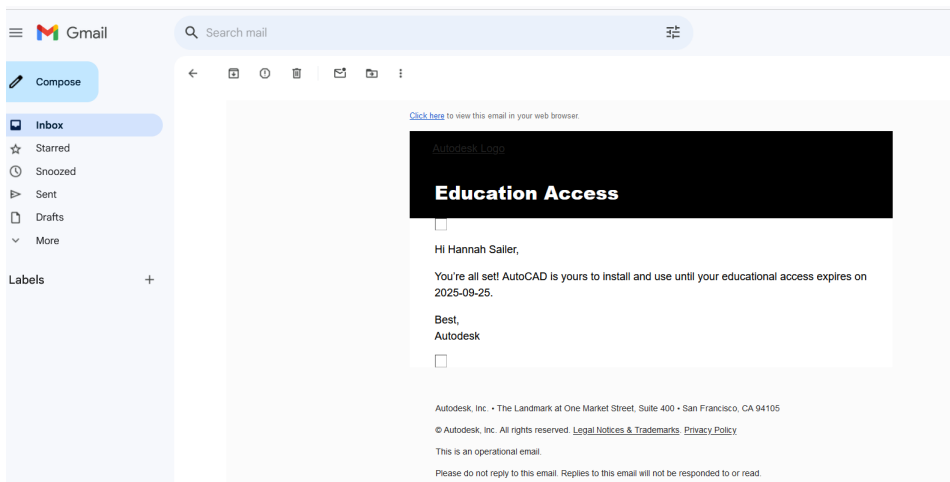 Gmail
Search mail
Compose
Inbox
Starred
Snoozed
Sent
Drafts
More
Labels
Click here to view this email in your web browser.
Autodesk Logo
Education Access
Hi Hannah Sailer,
You're all set! AutoCAD is yours to install and use until your educational access expires on
2025-09-25.
Best,
Autodesk
Autodesk, Inc. • The Landmark at One Market Street, Suite 400 • San Francisco, CA 94105
© Autodesk, Inc. All rights reserved. Legal Notices & Trademarks. Privacy Policy
This is an operational email.
Please do not reply to this email. Replies to this email will not be responded to or read.